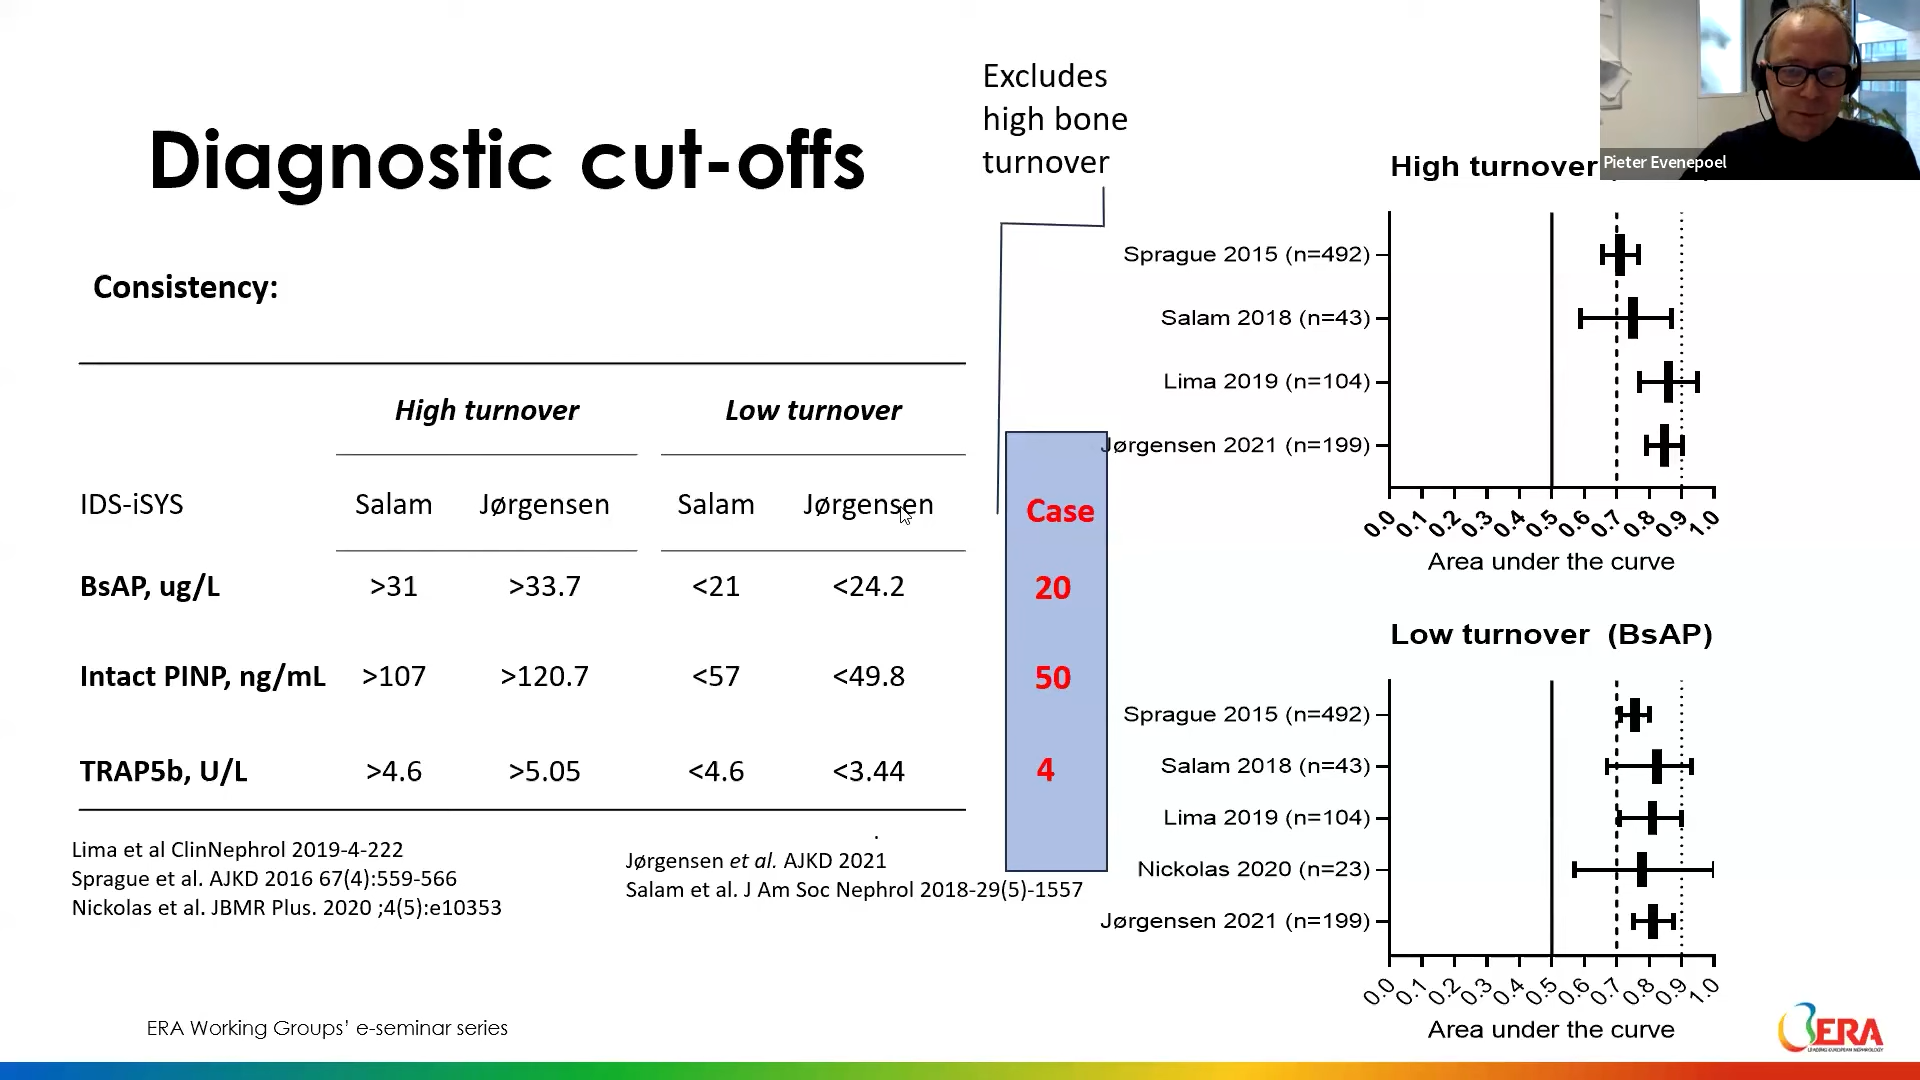 Excludes
high bone
turnover
Diagnostic cut-offs
Consistency:
High turnover Low turnover
IDS-iSYS Salam Jørgensen Salam Jørgensen
BsAP, ug/L >31 >33.7 <21 <24.2
Intact PINP, ng/mL >107 >120.7 <57 <49.8
TRAP5b, U/L >4.6 >5.05 <4.6 <3.44
Case
20
50
4
Lima et al ClinNephrol 2019-4-222
Sprague et al. AJKD 2016 67(4):559-566
Nickolas et al. JBMR Plus. 2020 ;4(5):e10353
.
Jørgensen et al. AJKD 2021
Salam et al. J Am Soc Nephrol 2018-29(5)-1557
High turnover
Pieter Evenepoel
Sprague 2015 (n=492)
Salam 2018 (n=43)
Lima 2019 (n=104)
Jørgensen 2021 (n=199)
0.0 0.1 0.2 0.3 0.4 0.5 0.6 0.7 0.8 0.9 1.0
Area under the curve
Low turnover (BsAP)
Sprague 2015 (n=492)
Salam 2018 (n=43)
Lima 2019 (n=104)
Nickolas 2020 (n=23)
Jørgensen 2021 (n=199)
0.0 0.1 0.2 0.3 0.4 0.5 0.6 0.7 0.8 0.9 1.0
Area under the curve
ERA Working Groups’ e-seminar series
ERA
LEADING EUROPEAN NEPHROLOGY